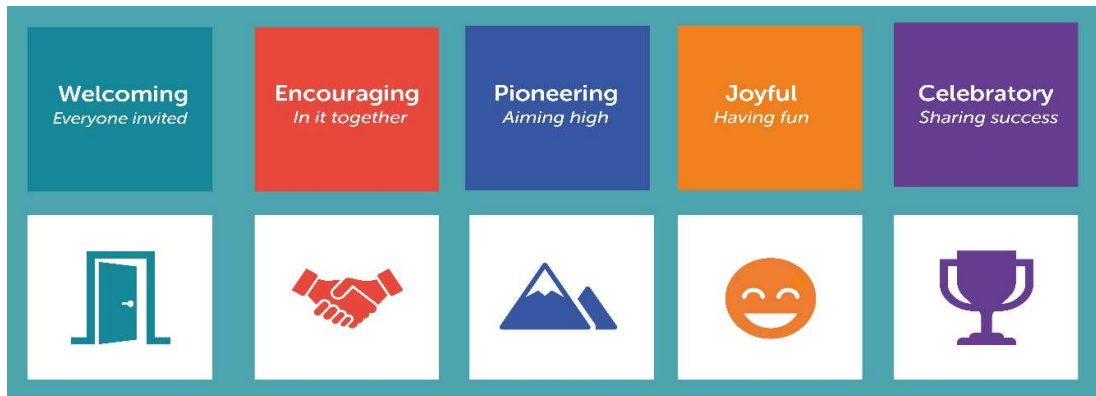 Welcoming
Everyone invited
Encouraging
In it together
Pioneering
Aiming high
Joyful
Having fun
Celebratory
Sharing success